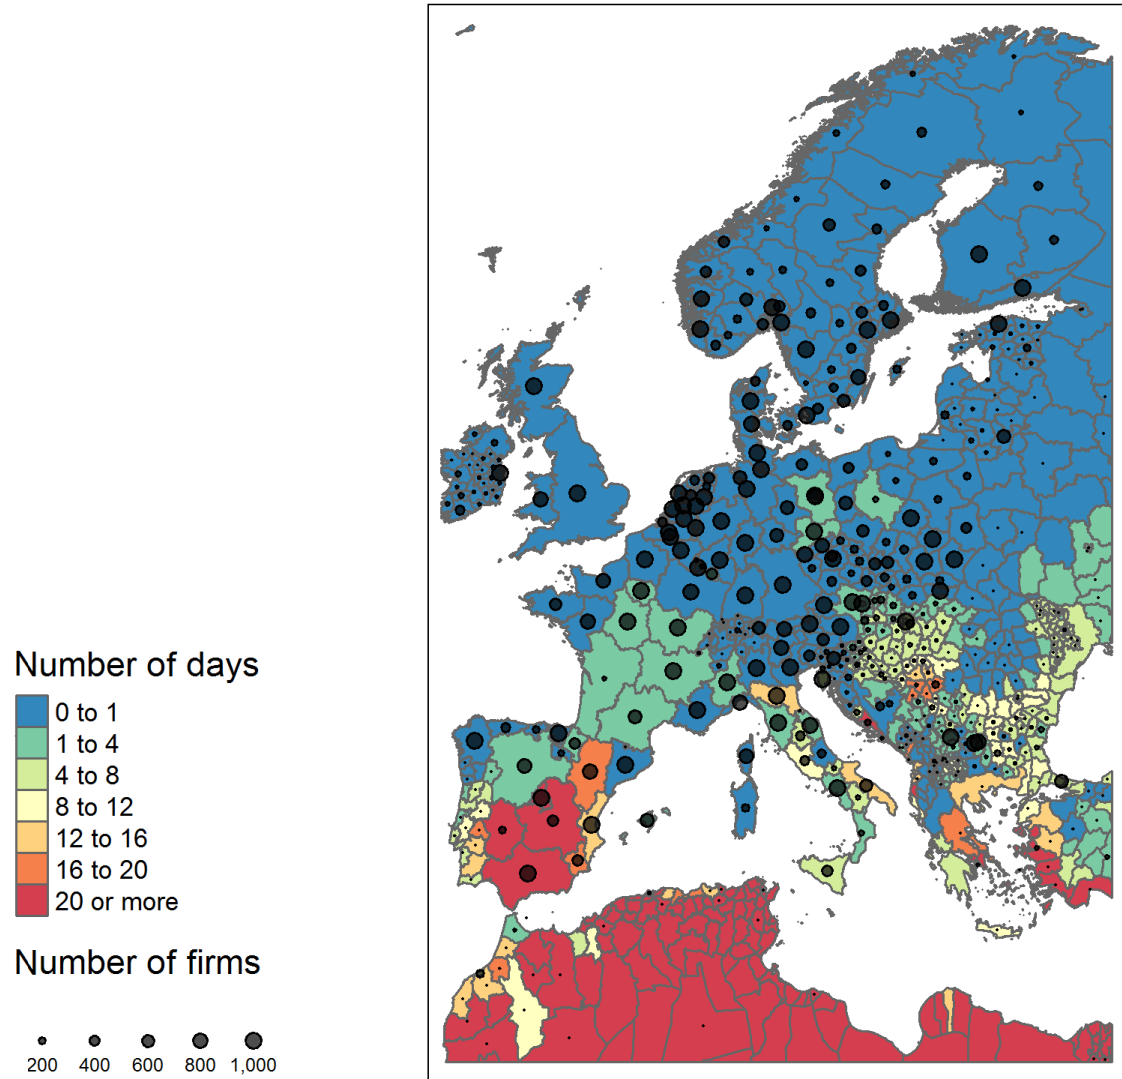 Number of days
0 to 1
1 to 4
4 to 8
8 to 12
12 to 16
16 to 20
20 or more
Number of firms
200 400 600 800 1,000